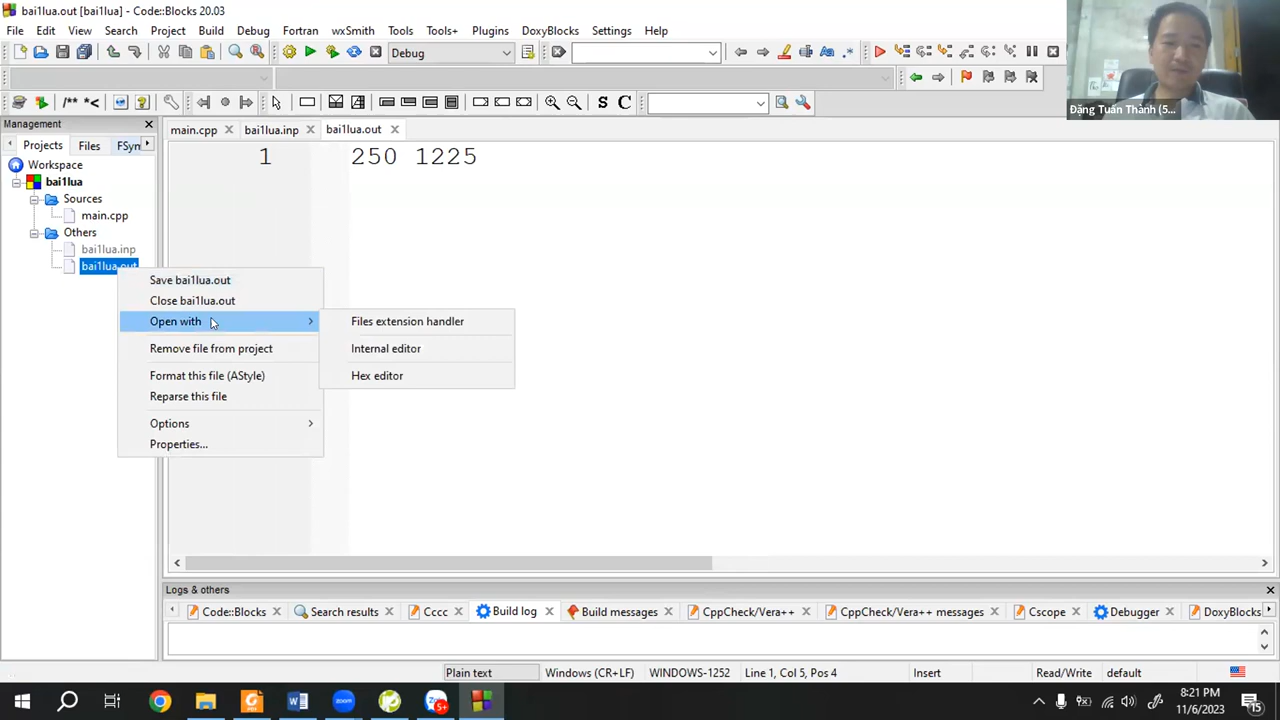 bai1lua.out [bai1lua] - Code::Blocks 20.03
File Edit View Search Project Build Debug Fortran wxSmith Tools Tools+ Plugins DoxyBlocks Settings Help
Debug
/** *<
S C
Đặng Tuấn Thành (5...
Management
Projects Files FSym
main.cpp bai1lua.inp bai1lua.out
Workspace
bai1lua
Sources
main.cpp
Others
bai1lua.inp
bai1lua.out
1 250 1225
Save bai1lua.out
Close bai1lua.out
Open with
Remove file from project
Format this file (AStyle)
Reparse this file
Options
Properties...
Files extension handler
Internal editor
Hex editor
Logs & others
Code::Blocks Search results Cccc Build log Build messages CppCheck/Vera++ CppCheck/Vera++ messages Cscope Debugger DoxyBlocks
Plain text Windows (CR+LF) WINDOWS-1252 Line 1, Col 5, Pos 4 Insert Read/Write default
zoom
5+
8:21 PM
11/6/2023
15